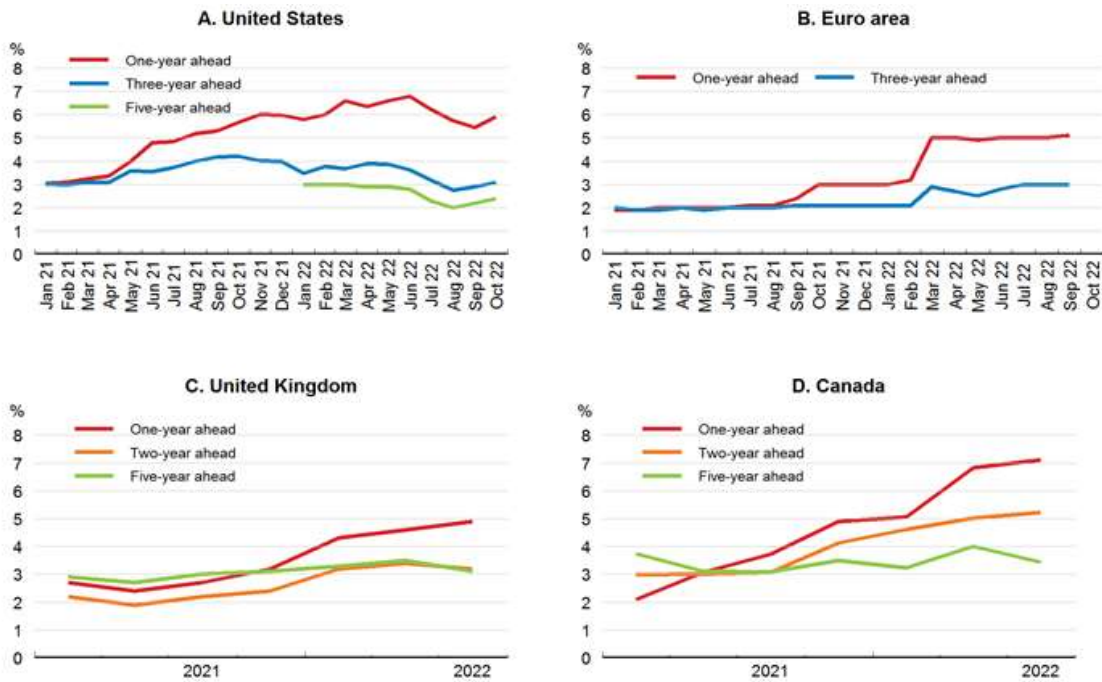 A. United States
%
One-year ahead
Three-year ahead
Five-year ahead
8
7
6
5
4
3
2
1
0
Jan 21
Feb 21
Mar 21
Apr 21
May 21
Jun 21
Jul 21
Aug 21
Sep 21
Oct 21
Nov 21
Dec 21
Jan 22
Feb 22
Mar 22
Apr 22
May 22
Jun 22
Jul 22
Aug 22
Sep 22
Oct 22
B. Euro area
%
One-year ahead Three-year ahead
8
7
6
5
4
3
2
1
0
Jan 21
Feb 21
Mar 21
Apr 21
May 21
Jun 21
Jul 21
Aug 21
Sep 21
Oct 21
Nov 21
Dec 21
Jan 22
Feb 22
Mar 22
Apr 22
May 22
Jun 22
Jul 22
Aug 22
Sep 22
Oct 22
C. United Kingdom
%
One-year ahead
Two-year ahead
Five-year ahead
8
7
6
5
4
3
2
1
0
2021 2022
D. Canada
%
One-year ahead
Two-year ahead
Five-year ahead
8
7
6
5
4
3
2
1
0
2021 2022